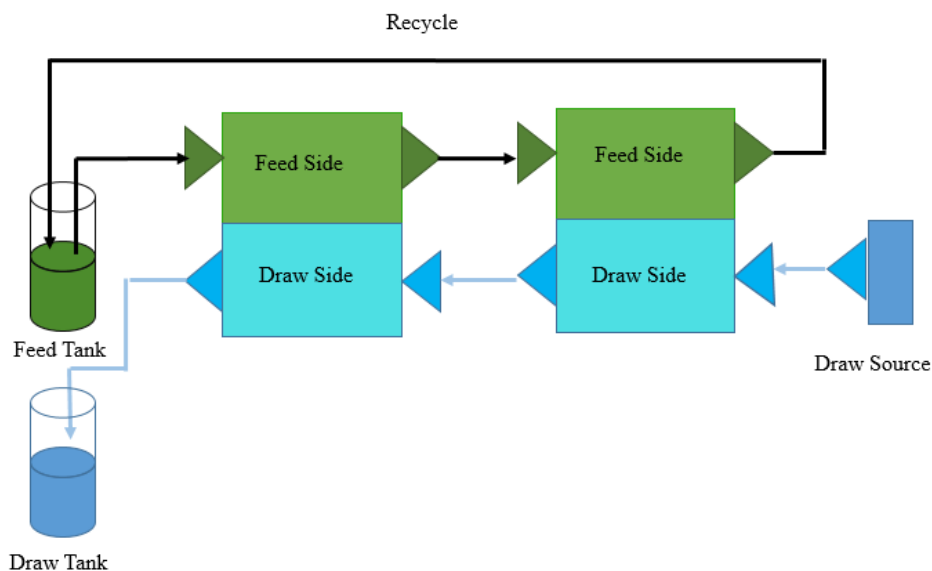 Recycle
Feed Side
Feed Side
Draw Side
Draw Side
Feed Tank
Draw Source
Draw Tank